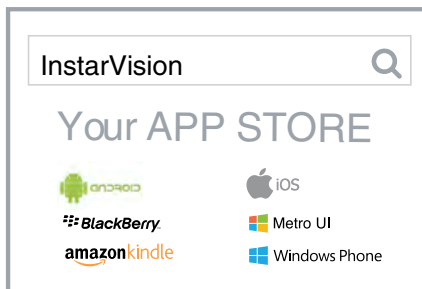 InstarVision
Your APP STORE
android iOS
BlackBerry. Metro UI
amazonkindle Windows Phone